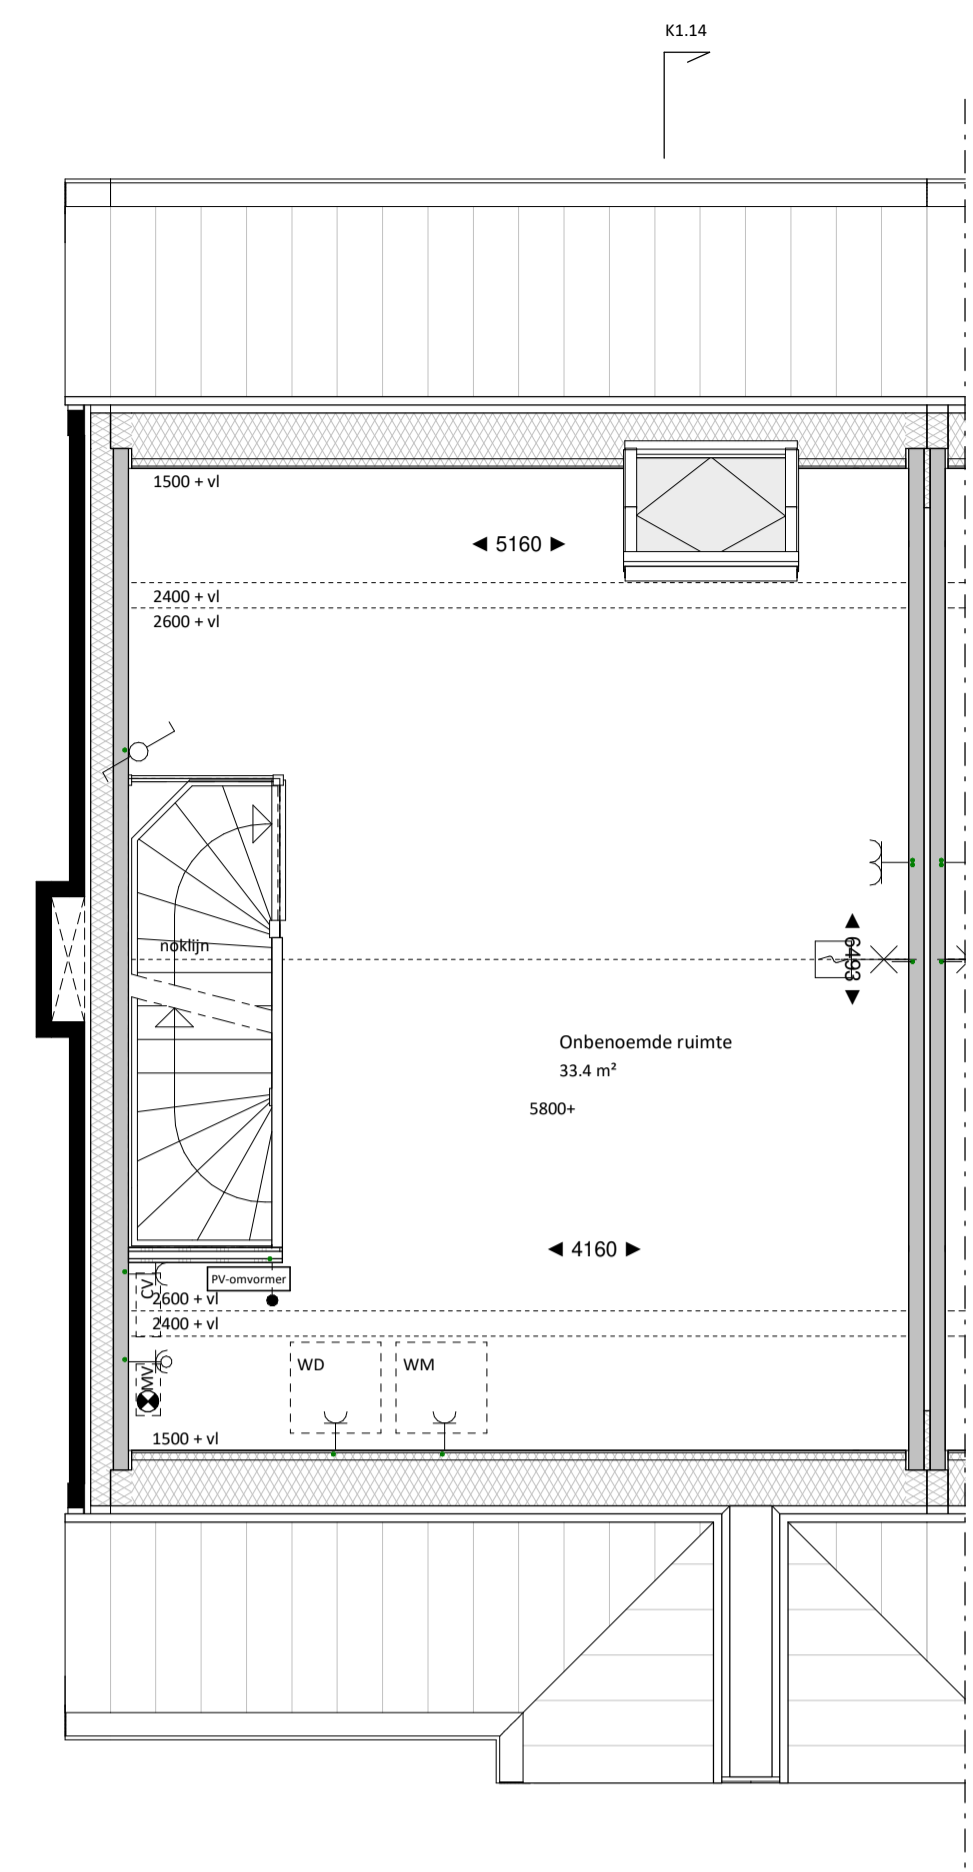 K1.14
1500 + vl
5160
2400 + vl
2600 + vl
noklijn
6493
Onbenoemde ruimte
33.4 m²
5800+
4160
PV-omvormer
CV
2600 + vl
2400 + vl
MV
WD
WM
1500 + vl